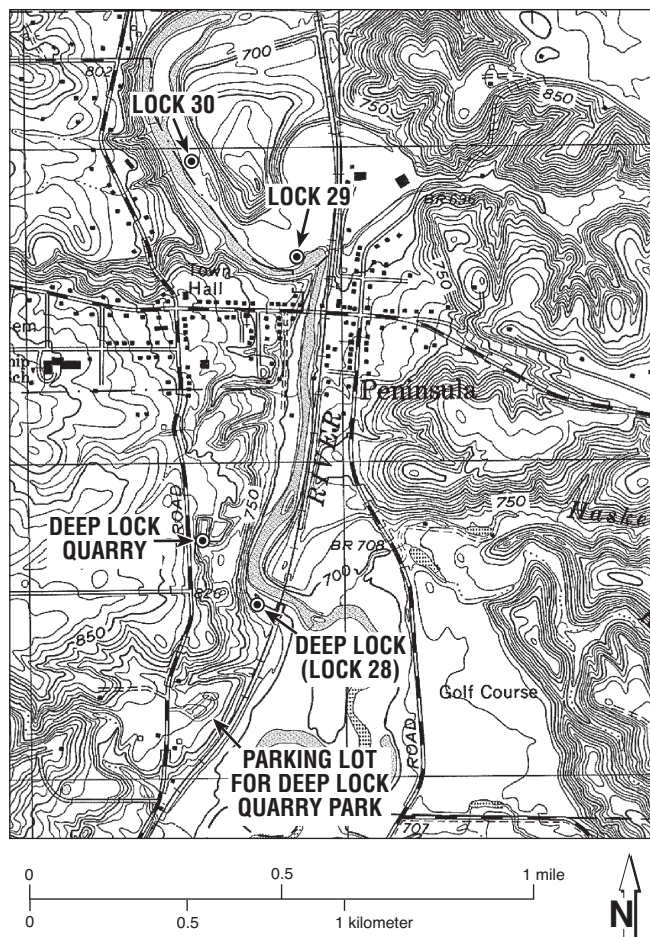 700
802
LOCK 30
750
850
LOCK 29
BR 696
Town
Hall
750
Peninsula
RIVER
750
750
DEEP LOCK
QUARRY
ROAD
BR 708
700
826
DEEP LOCK
(LOCK 28)
850
Golf Course
ROAD
PARKING LOT
FOR DEEP LOCK
QUARRY PARK
707
0 0.5 1 mile
0 0.5 1 kilometer
N